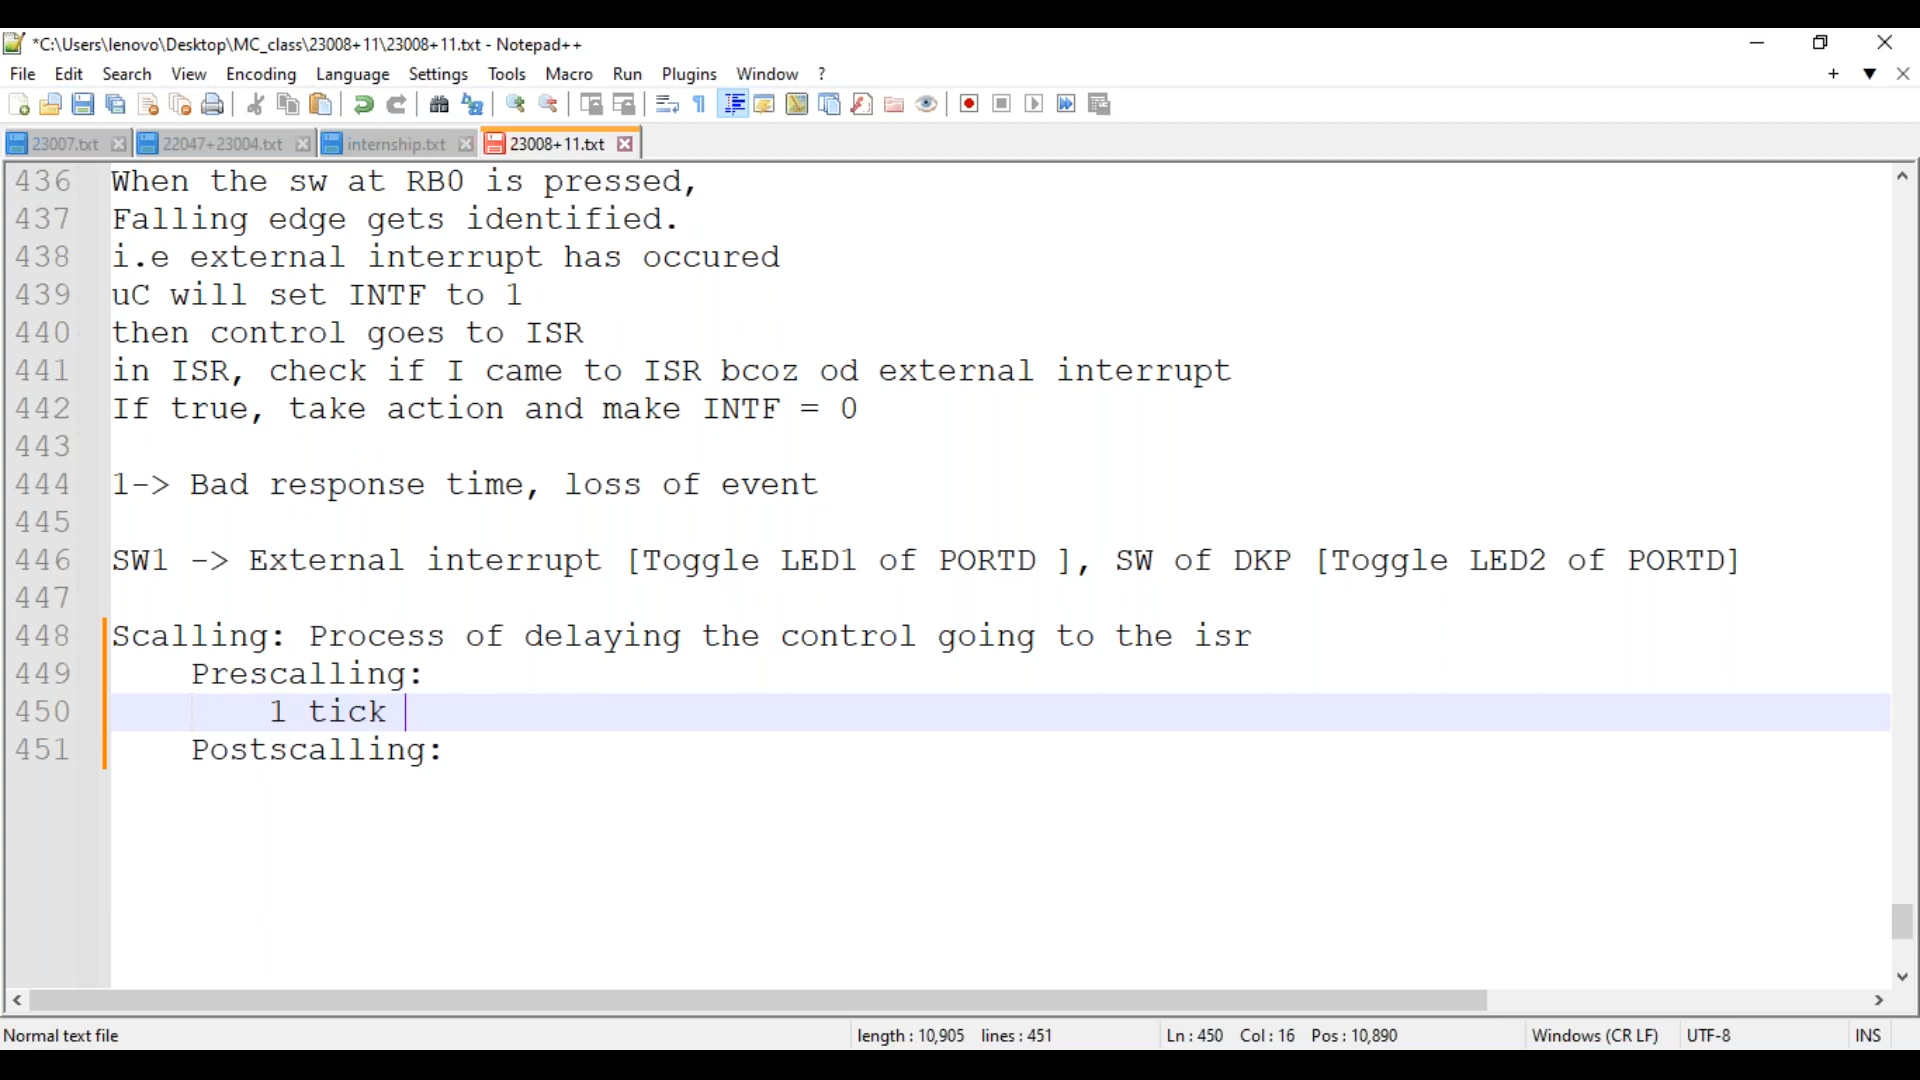 *C:\Users\lenovo\Desktop\MC_class\23008+11\23008+11.txt - Notepad++
File Edit Search View Encoding Language Settings Tools Macro Run Plugins Window ?
23007.txt 22047+23004.txt internship.txt 23008+11.txt
436 When the sw at RB0 is pressed,
437 Falling edge gets identified.
438 i.e external interrupt has occured
439 uC will set INTF to 1
440 then control goes to ISR
441 in ISR, check if I came to ISR bcoz od external interrupt
442 If true, take action and make INTF = 0
443
444 1-> Bad response time, loss of event
445
446 SW1 -> External interrupt [Toggle LED1 of PORTD ], SW of DKP [Toggle LED2 of PORTD]
447
448 Scalling: Process of delaying the control going to the isr
449 Prescalling:
450 1 tick
451 Postscalling:
Normal text file length : 10,905 lines : 451 Ln : 450 Col : 16 Pos : 10,890 Windows (CR LF) UTF-8 INS